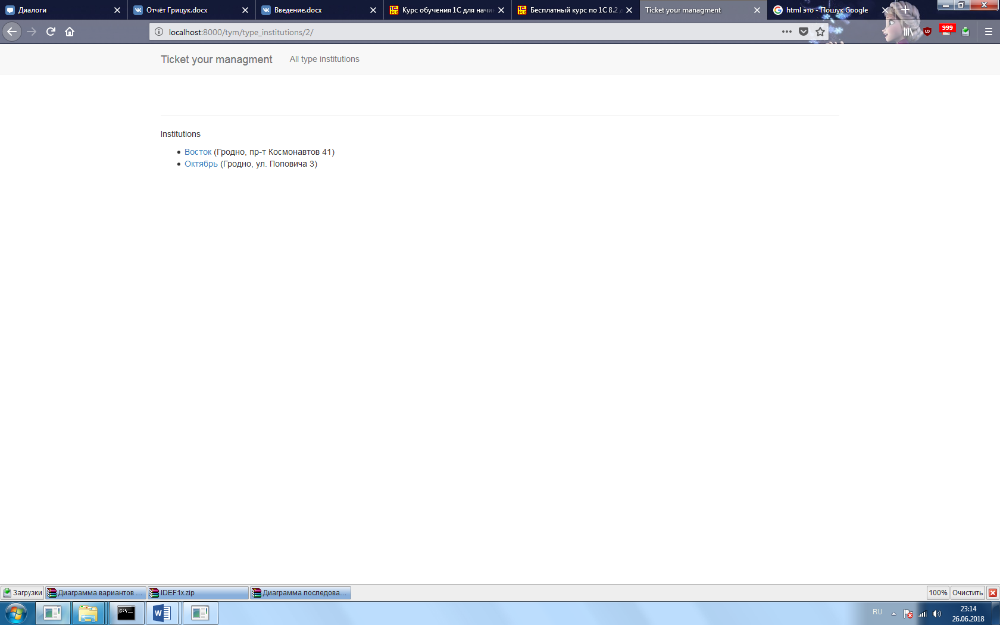 Диалоги
Отчёт Грицук.docx
Введение.docx
Курс обучения 1С для начин
Бесплатный курс по 1С 8.2 д
Ticket your managment
html это - Пошук Google
localhost:8000/tym/type_institutions/2/
UD
999
Ticket your managment
All type institutions
Institutions
Восток (Гродно, пр-т Космонавтов 41)
Октябрь (Гродно, ул. Поповича 3)
Загрузки
Диаграмма вариантов ...
IDEF1x.zip
Диаграмма последова...
100%
Очистить
RU
23:14
26.06.2018